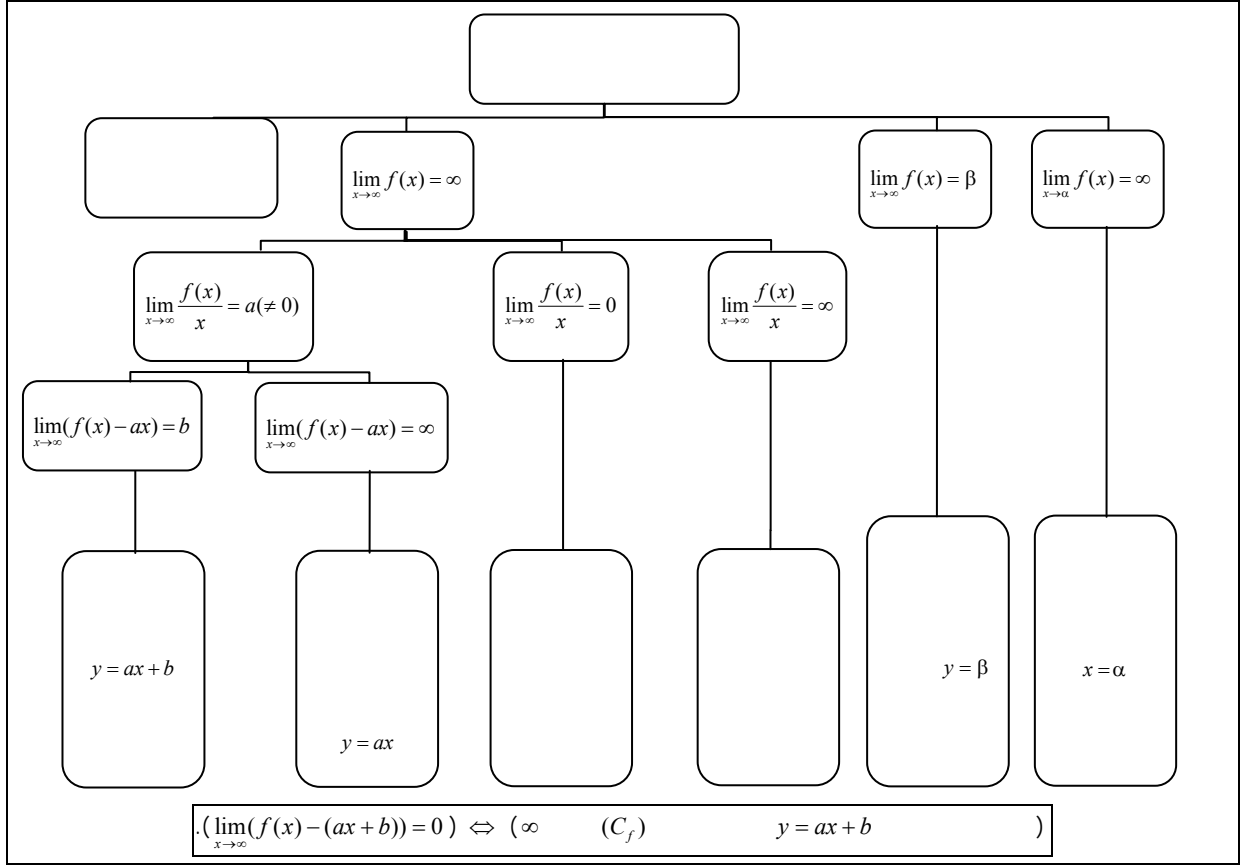 lim_{x→∞} f(x) = ∞
lim_{x→∞} f(x) = β
lim_{x→α} f(x) = ∞
lim_{x→∞} f(x)/x = a(≠ 0)
lim_{x→∞} f(x)/x = 0
lim_{x→∞} f(x)/x = ∞
lim_{x→∞} (f(x) − ax) = b
lim_{x→∞} (f(x) − ax) = ∞
y = ax + b
y = ax
y = β
x = α
.( lim_{x→∞} (f(x) − (ax + b)) = 0 ) ⇔ (∞ (C_f) y = ax + b )